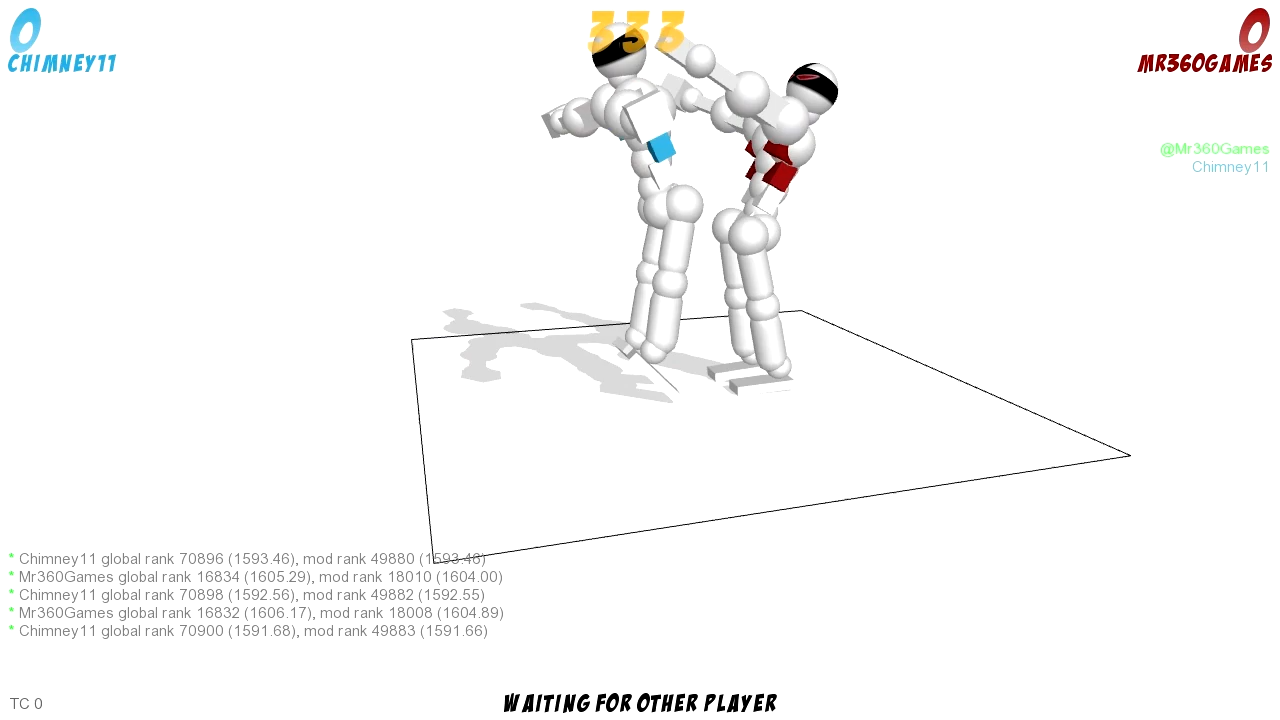 0
CHIMNEY11
333
0
MR360GAMES
@Mr360Games
Chimney11
* Chimney11 global rank 70896 (1593.46), mod rank 49880 (1593.46)
* Mr360Games global rank 16834 (1605.29), mod rank 18010 (1604.00)
* Chimney11 global rank 70898 (1592.56), mod rank 49882 (1592.55)
* Mr360Games global rank 16832 (1606.17), mod rank 18008 (1604.89)
* Chimney11 global rank 70900 (1591.68), mod rank 49883 (1591.66)
TC 0
WAITING FOR OTHER PLAYER